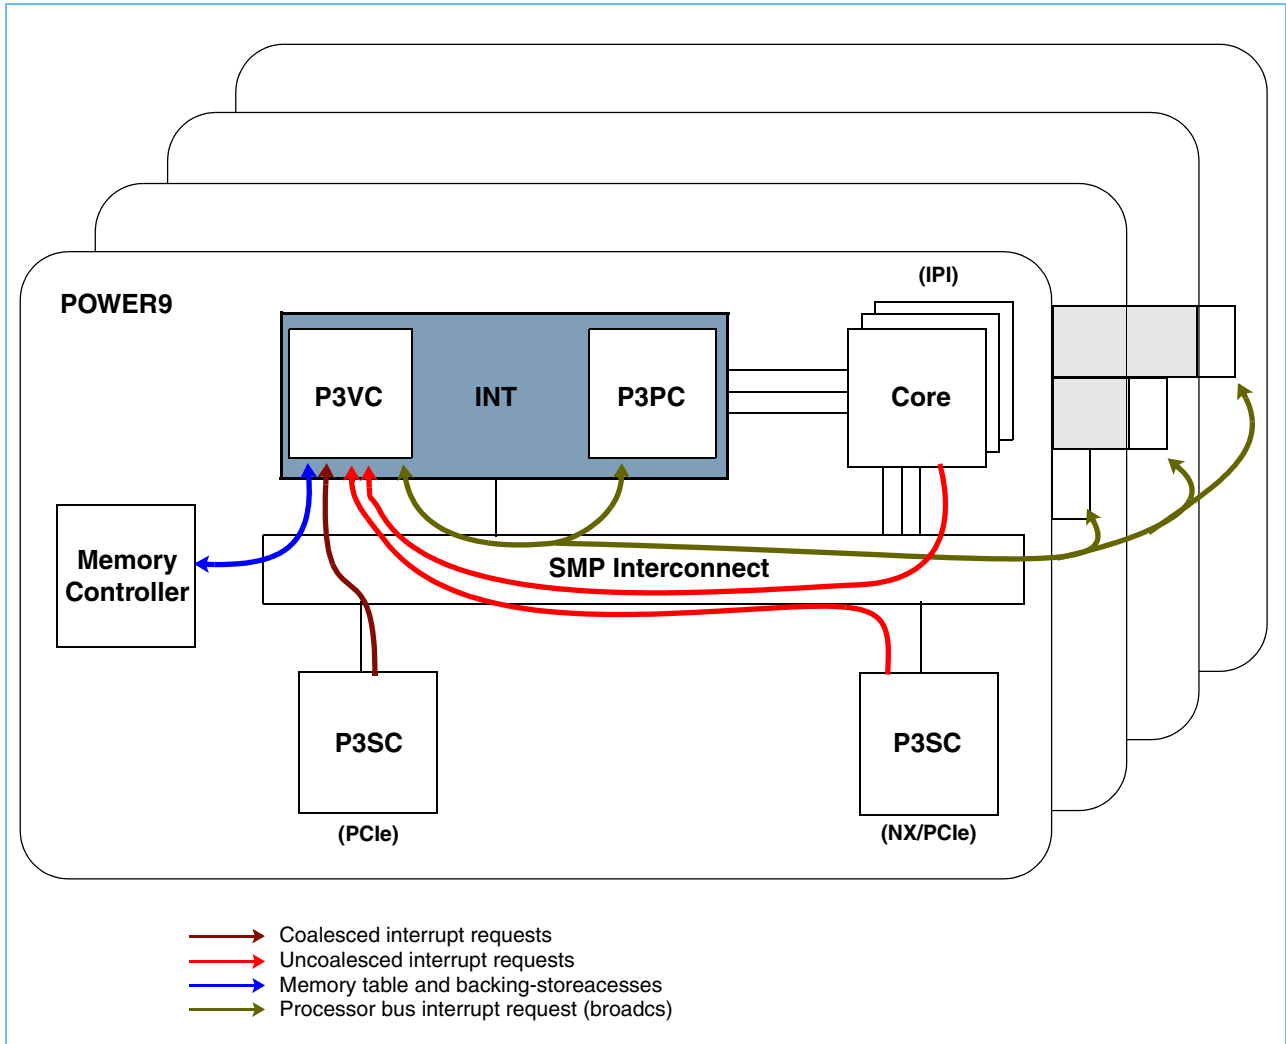 (IPI)
POWER9
P3VC
INT
P3PC
Core
Memory
Controller
SMP Interconnect
P3SC
P3SC
(PCIe)
(NX/PCIe)
Coalesced interrupt requests
Uncoalesced interrupt requests
Memory table and backing-storeacesses
Processor bus interrupt request (broadcs)